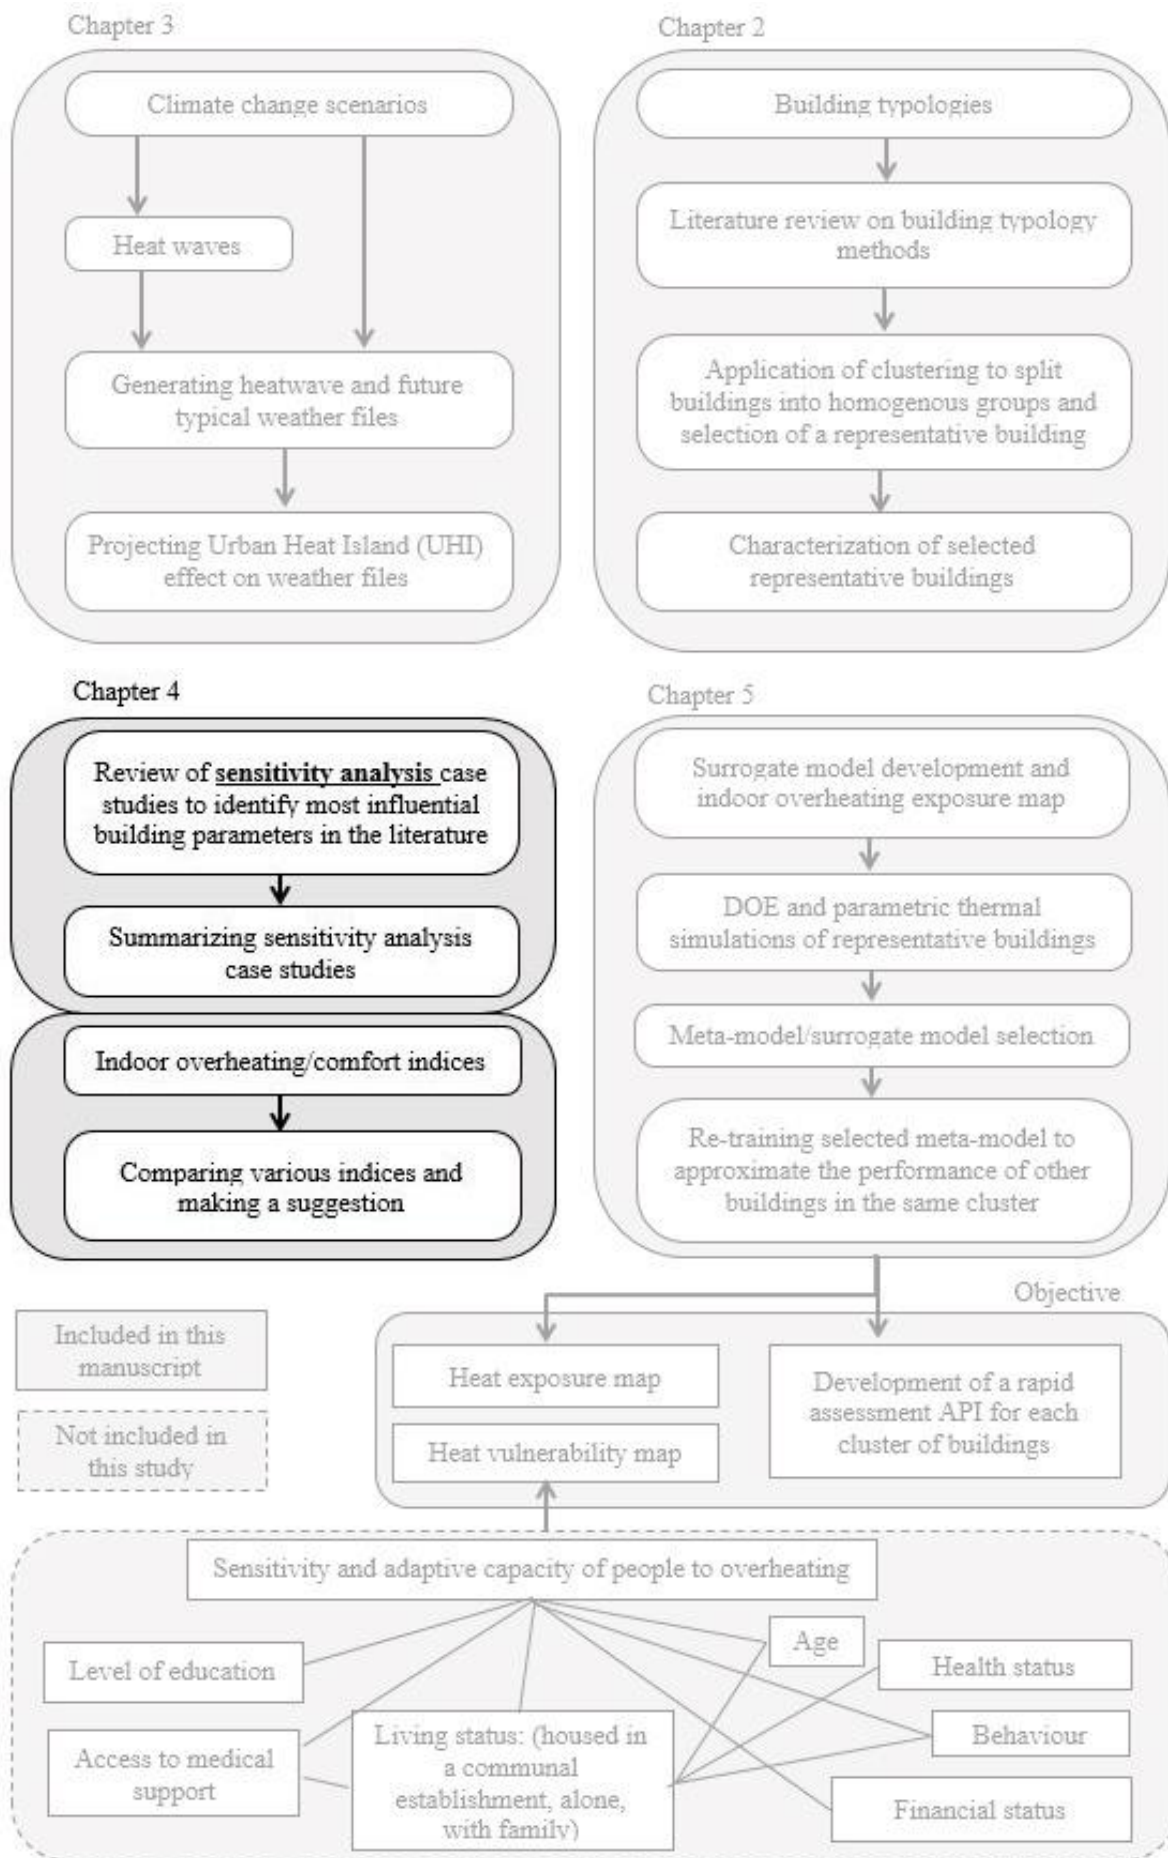 Chapter 3
Climate change scenarios
Heat waves
Generating heatwave and future
typical weather files
Projecting Urban Heat Island (UHI)
effect on weather files
Chapter 2
Building typologies
Literature review on building typology
methods
Application of clustering to split
buildings into homogenous groups and
selection of a representative building
Characterization of selected
representative buildings
Chapter 4
Review of sensitivity analysis case
studies to identify most influential
building parameters in the literature
Summarizing sensitivity analysis
case studies
Indoor overheating/comfort indices
Comparing various indices and
making a suggestion
Chapter 5
Surrogate model development and
indoor overheating exposure map
DOE and parametric thermal
simulations of representative buildings
Meta-model/surrogate model selection
Re-training selected meta-model to
approximate the performance of other
buildings in the same cluster
Included in this
manuscript
Not included in
this study
Objective
Heat exposure map
Heat vulnerability map
Development of a rapid
assessment API for each
cluster of buildings
Sensitivity and adaptive capacity of people to overheating
Level of education
Access to medical
support
Living status: (housed in
a communal
establishment, alone,
with family)
Age
Health status
Behaviour
Financial status